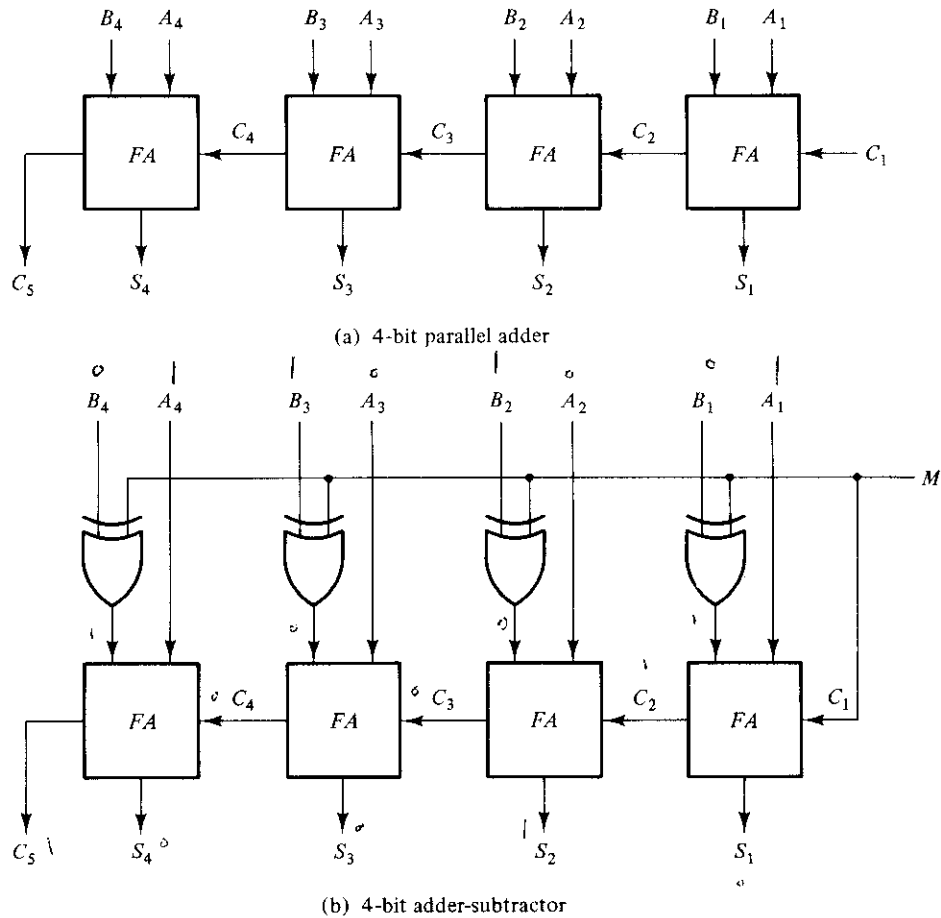 B₄ A₄ B₃ A₃ B₂ A₂ B₁ A₁
FA C₄ FA C₃ FA C₂ FA C₁
C₅ S₄ S₃ S₂ S₁
(a) 4-bit parallel adder
0 1 1 0 1 0 0 1
B₄ A₄ B₃ A₃ B₂ A₂ B₁ A₁
M
1 0 0 1
1
0 C₄ 0 C₃ C₂ C₁
FA FA FA FA
C₅ 1 S₄ 0 S₃ 0 1 S₂ S₁
0
(b) 4-bit adder-subtractor